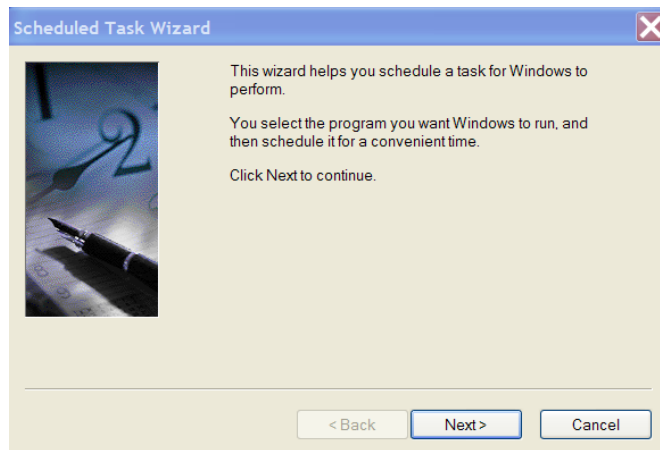 Scheduled Task Wizard
This wizard helps you schedule a task for Windows to
perform.
You select the program you want Windows to run, and
then schedule it for a convenient time.
Click Next to continue.
< Back
Next >
Cancel